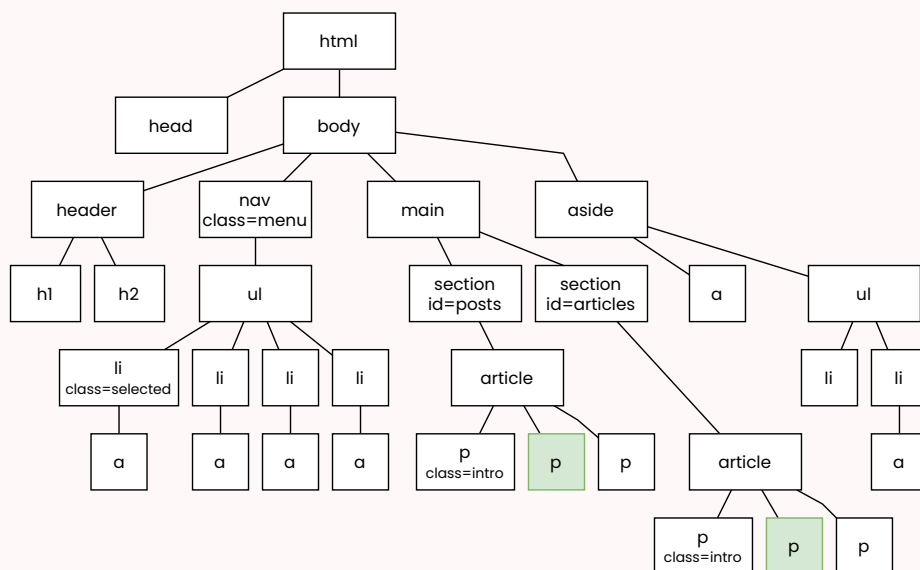 html
head
body
header
nav
class=menu
main
aside
h1
h2
ul
section
id=posts
section
id=articles
a
ul
li
class=selected
li
li
li
article
li
li
a
a
a
a
p
class=intro
p
p
article
a
p
class=intro
p
p